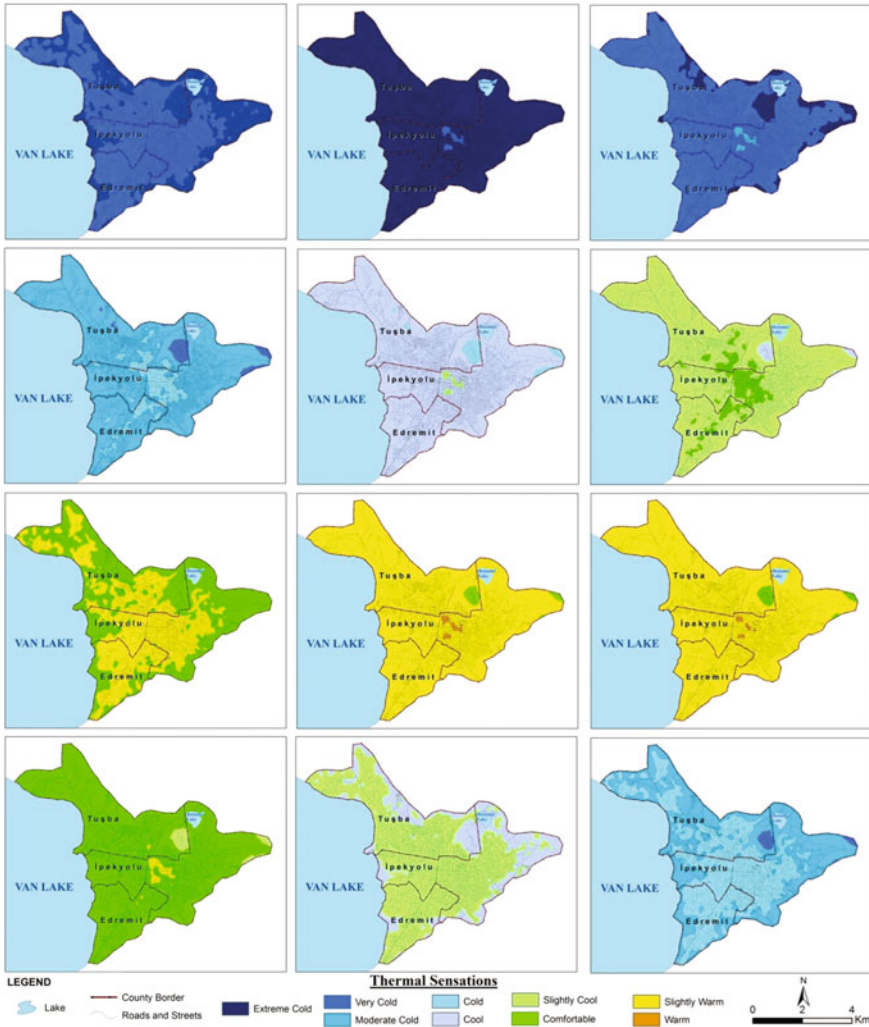 Tuşba
İpekyolu
VAN LAKE
Edremit
Tuşba
İpekyolu
VAN LAKE
Edremit
Tuşba
İpekyolu
VAN LAKE
Edremit
Tuşba
İpekyolu
VAN LAKE
Edremit
Tuşba
İpekyolu
VAN LAKE
Edremit
Tuşba
İpekyolu
VAN LAKE
Edremit
Tuşba
İpekyolu
VAN LAKE
Edremit
Tuşba
İpekyolu
VAN LAKE
Edremit
Tuşba
İpekyolu
VAN LAKE
Edremit
Tuşba
İpekyolu
VAN LAKE
Edremit
Tuşba
İpekyolu
VAN LAKE
Edremit
Tuşba
İpekyolu
VAN LAKE
Edremit
LEGEND
Lake
County Border
Roads and Streets
Thermal Sensations
Extreme Cold
Very Cold
Moderate Cold
Cold
Cool
Slightly Cool
Comfortable
Slightly Warm
Warm
N
0 2 4
Km